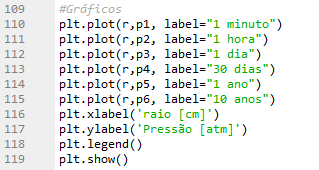 109 #Gráficos
110 plt.plot(r,p1, label="1 minuto")
111 plt.plot(r,p2, label="1 hora")
112 plt.plot(r,p3, label="1 dia")
113 plt.plot(r,p4, label="30 dias")
114 plt.plot(r,p5, label="1 ano")
115 plt.plot(r,p6, label="10 anos")
116 plt.xlabel('raio [cm]')
117 plt.ylabel('Pressão [atm]')
118 plt.legend()
119 plt.show()